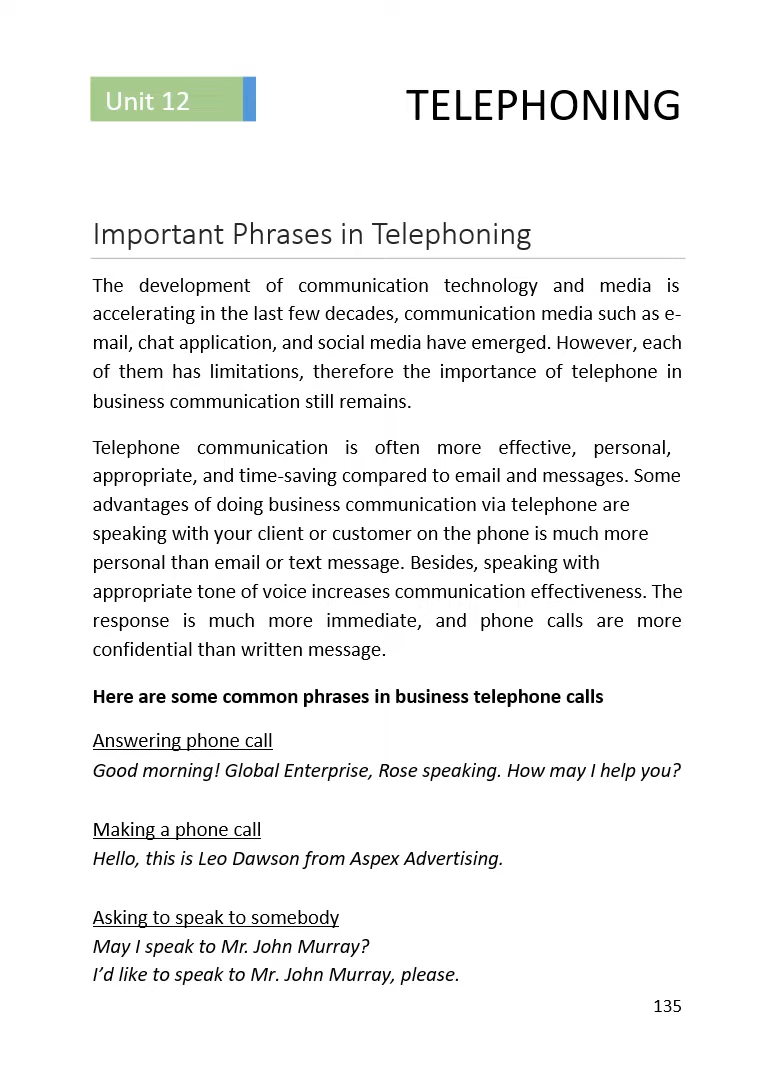 Unit 12
TELEPHONING
Important Phrases in Telephoning
The development of communication technology and media is
accelerating in the last few decades, communication media such as e-
mail, chat application, and social media have emerged. However, each
of them has limitations, therefore the importance of telephone in
business communication still remains.
Telephone communication is often more effective, personal,
appropriate, and time-saving compared to email and messages. Some
advantages of doing business communication via telephone are
speaking with your client or customer on the phone is much more
personal than email or text message. Besides, speaking with
appropriate tone of voice increases communication effectiveness. The
response is much more immediate, and phone calls are more
confidential than written message.
Here are some common phrases in business telephone calls
Answering phone call
Good morning! Global Enterprise, Rose speaking. How may I help you?
Making a phone call
Hello, this is Leo Dawson from Aspex Advertising.
Asking to speak to somebody
May I speak to Mr. John Murray?
I’d like to speak to Mr. John Murray, please.
135